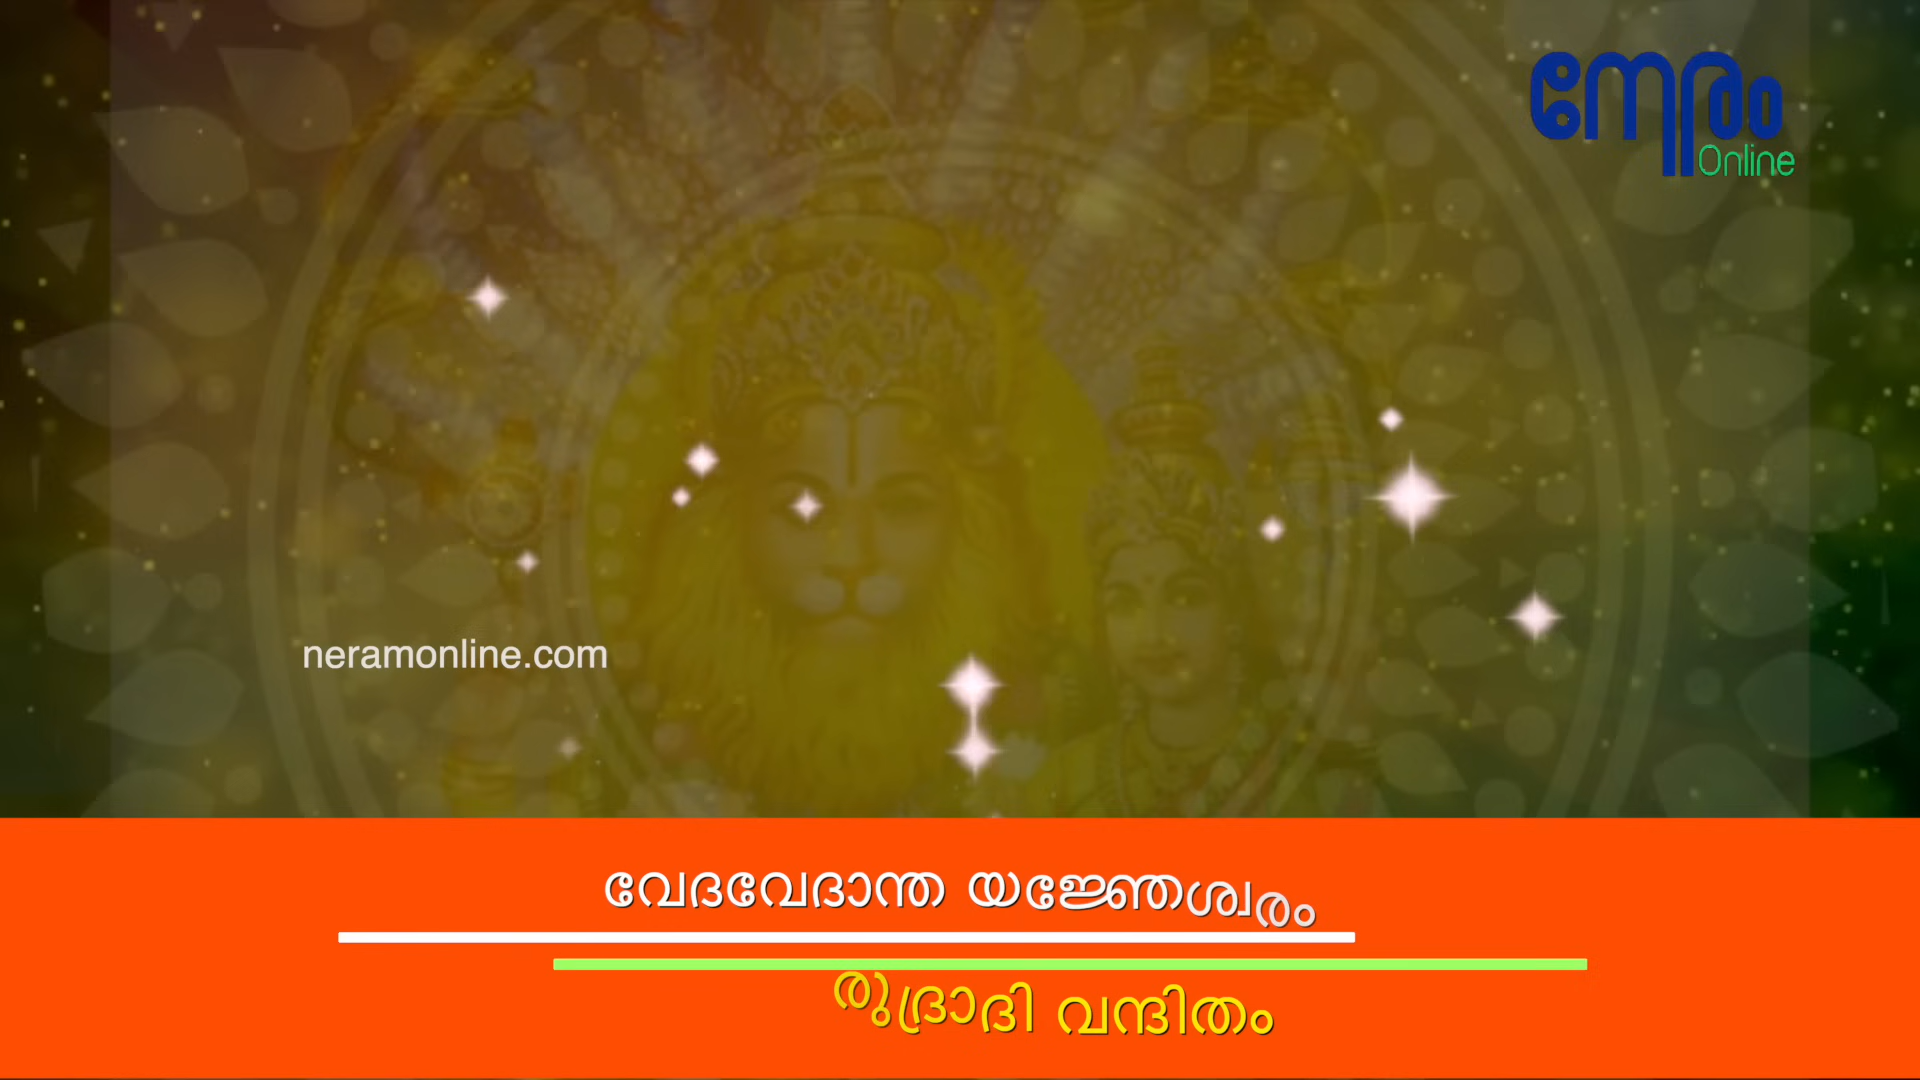 നേരം
Online
neramonline.com
വേദവേദാന്ത യജ്ഞേശ്വരം
രുദ്രാദി വന്ദിതം